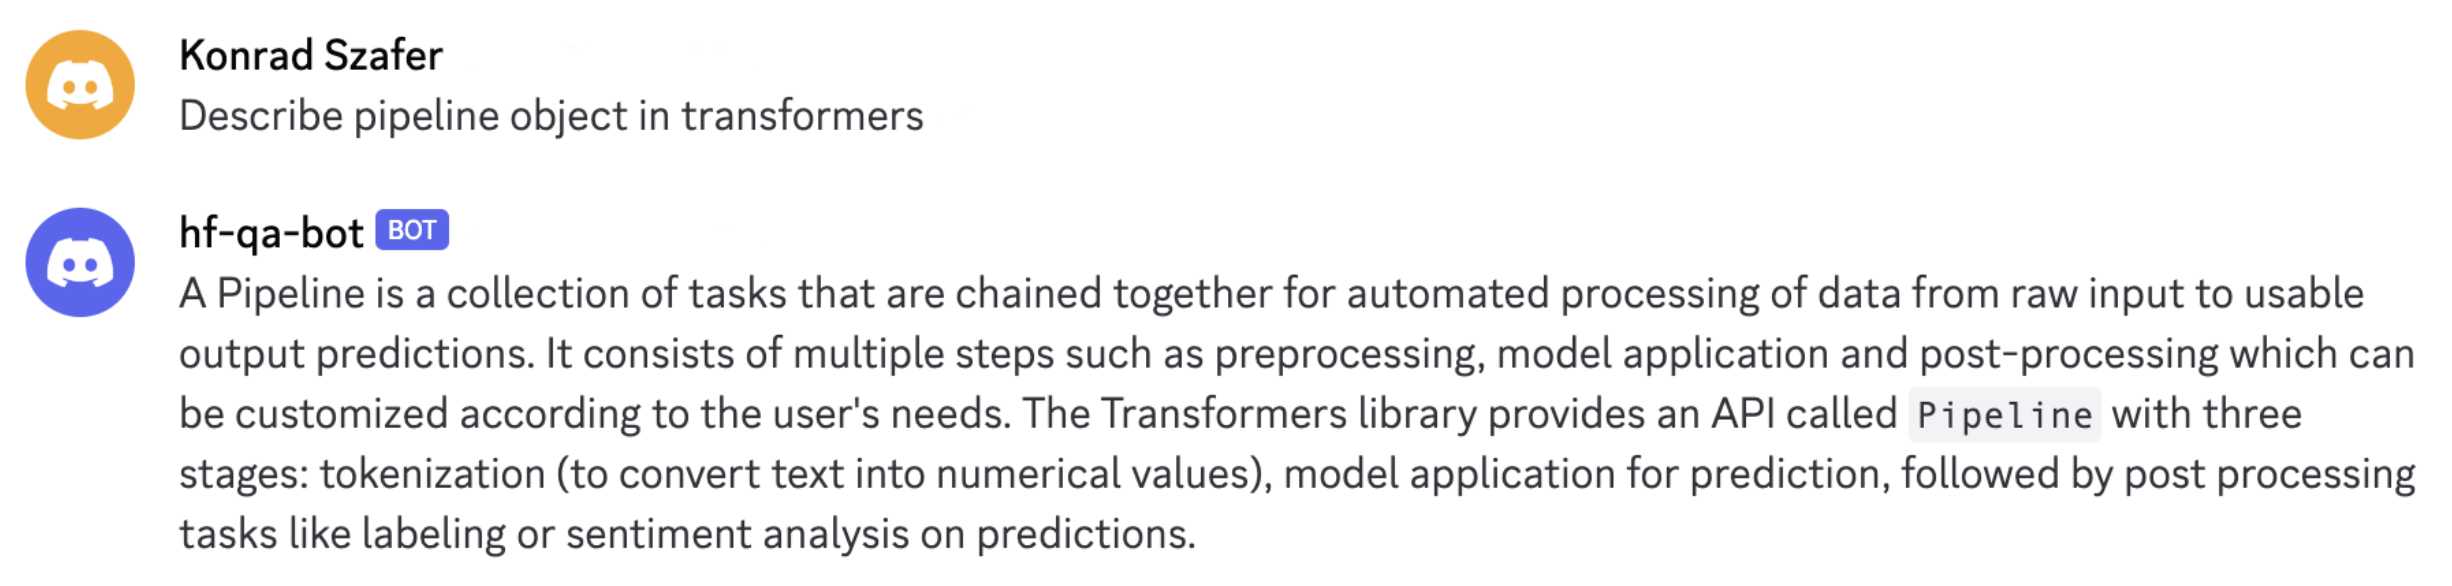 Konrad Szafer
Describe pipeline object in transformers
hf-qa-bot BOT
A Pipeline is a collection of tasks that are chained together for automated processing of data from raw input to usable
output predictions. It consists of multiple steps such as preprocessing, model application and post-processing which can
be customized according to the user's needs. The Transformers library provides an API called Pipeline with three
stages: tokenization (to convert text into numerical values), model application for prediction, followed by post processing
tasks like labeling or sentiment analysis on predictions.